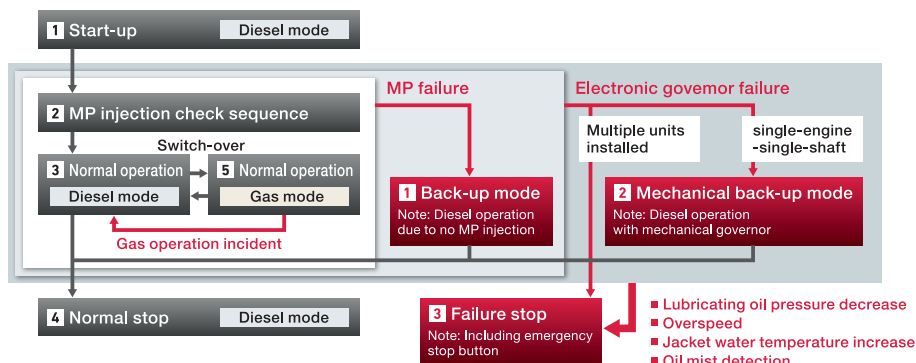 1 Start-up
Diesel mode
MP failure
Electronic governor failure
2 MP injection check sequence
Multiple units
installed
single-engine
-single-shaft
Switch-over
3 Normal operation
Diesel mode
5 Normal operation
Gas mode
Gas operation incident
1 Back-up mode
Note: Diesel operation
due to no MP injection
2 Mechanical back-up mode
Note: Diesel operation
with mechanical governor
4 Normal stop
Diesel mode
3 Failure stop
Note: Including emergency
stop button
■ Lubricating oil pressure decrease
■ Overspeed
■ Jacket water temperature increase
■ Oil mist detection